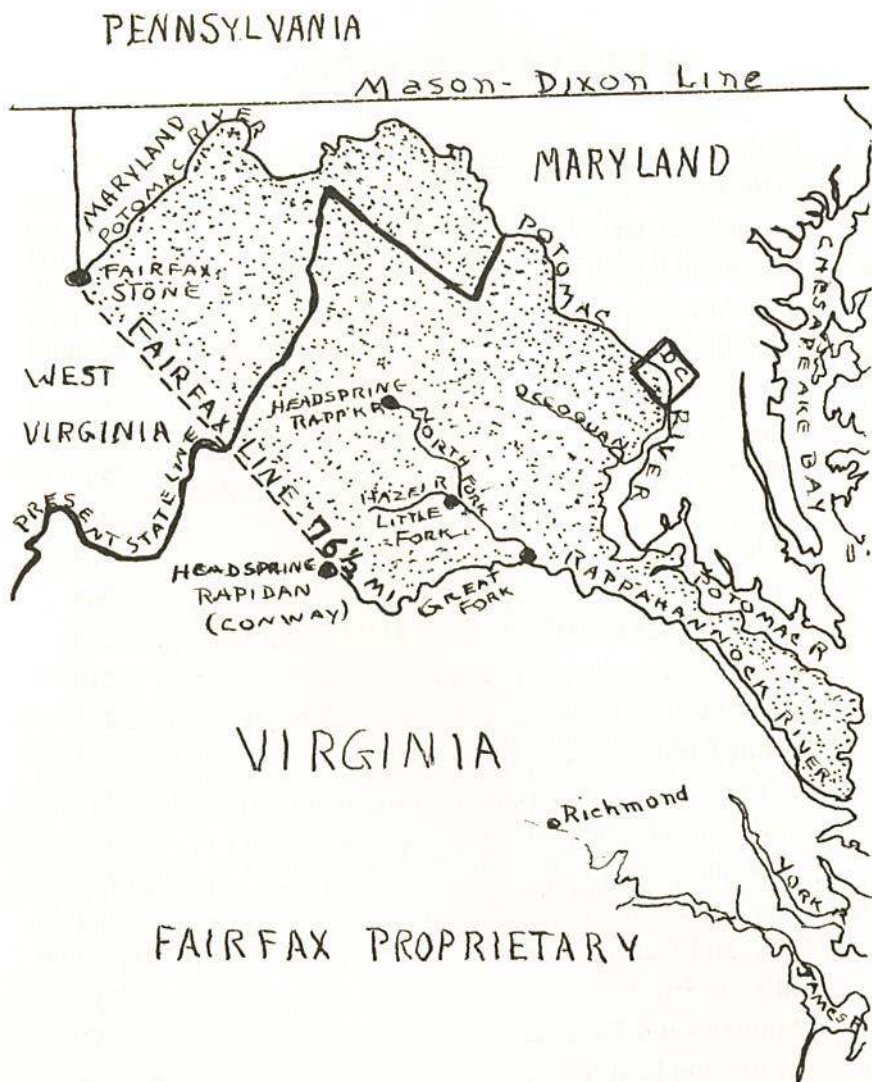 PENNSYLVANIA
Mason-Dixon Line
MARYLAND
POTOMAC RIVER
MARYLAND
POTOMAC
RIVER
CHESAPEAKE BAY
FAIRFAX
STONE
FAIRFAX LINE 76½ MI
WEST
VIRGINIA
PRESENT STATE LINE
HEADSPRING
RAPP'K R
NORTH
FORK
OCCOQUAN
D C
HAZEL R
LITTLE
FORK
HEADSPRING
RAPIDAN
(CONWAY)
GREAT
FORK
RAPPAHANNOCK RIVER
POTOMAC R
VIRGINIA
Richmond
YORK R
JAMES R
FAIRFAX PROPRIETARY